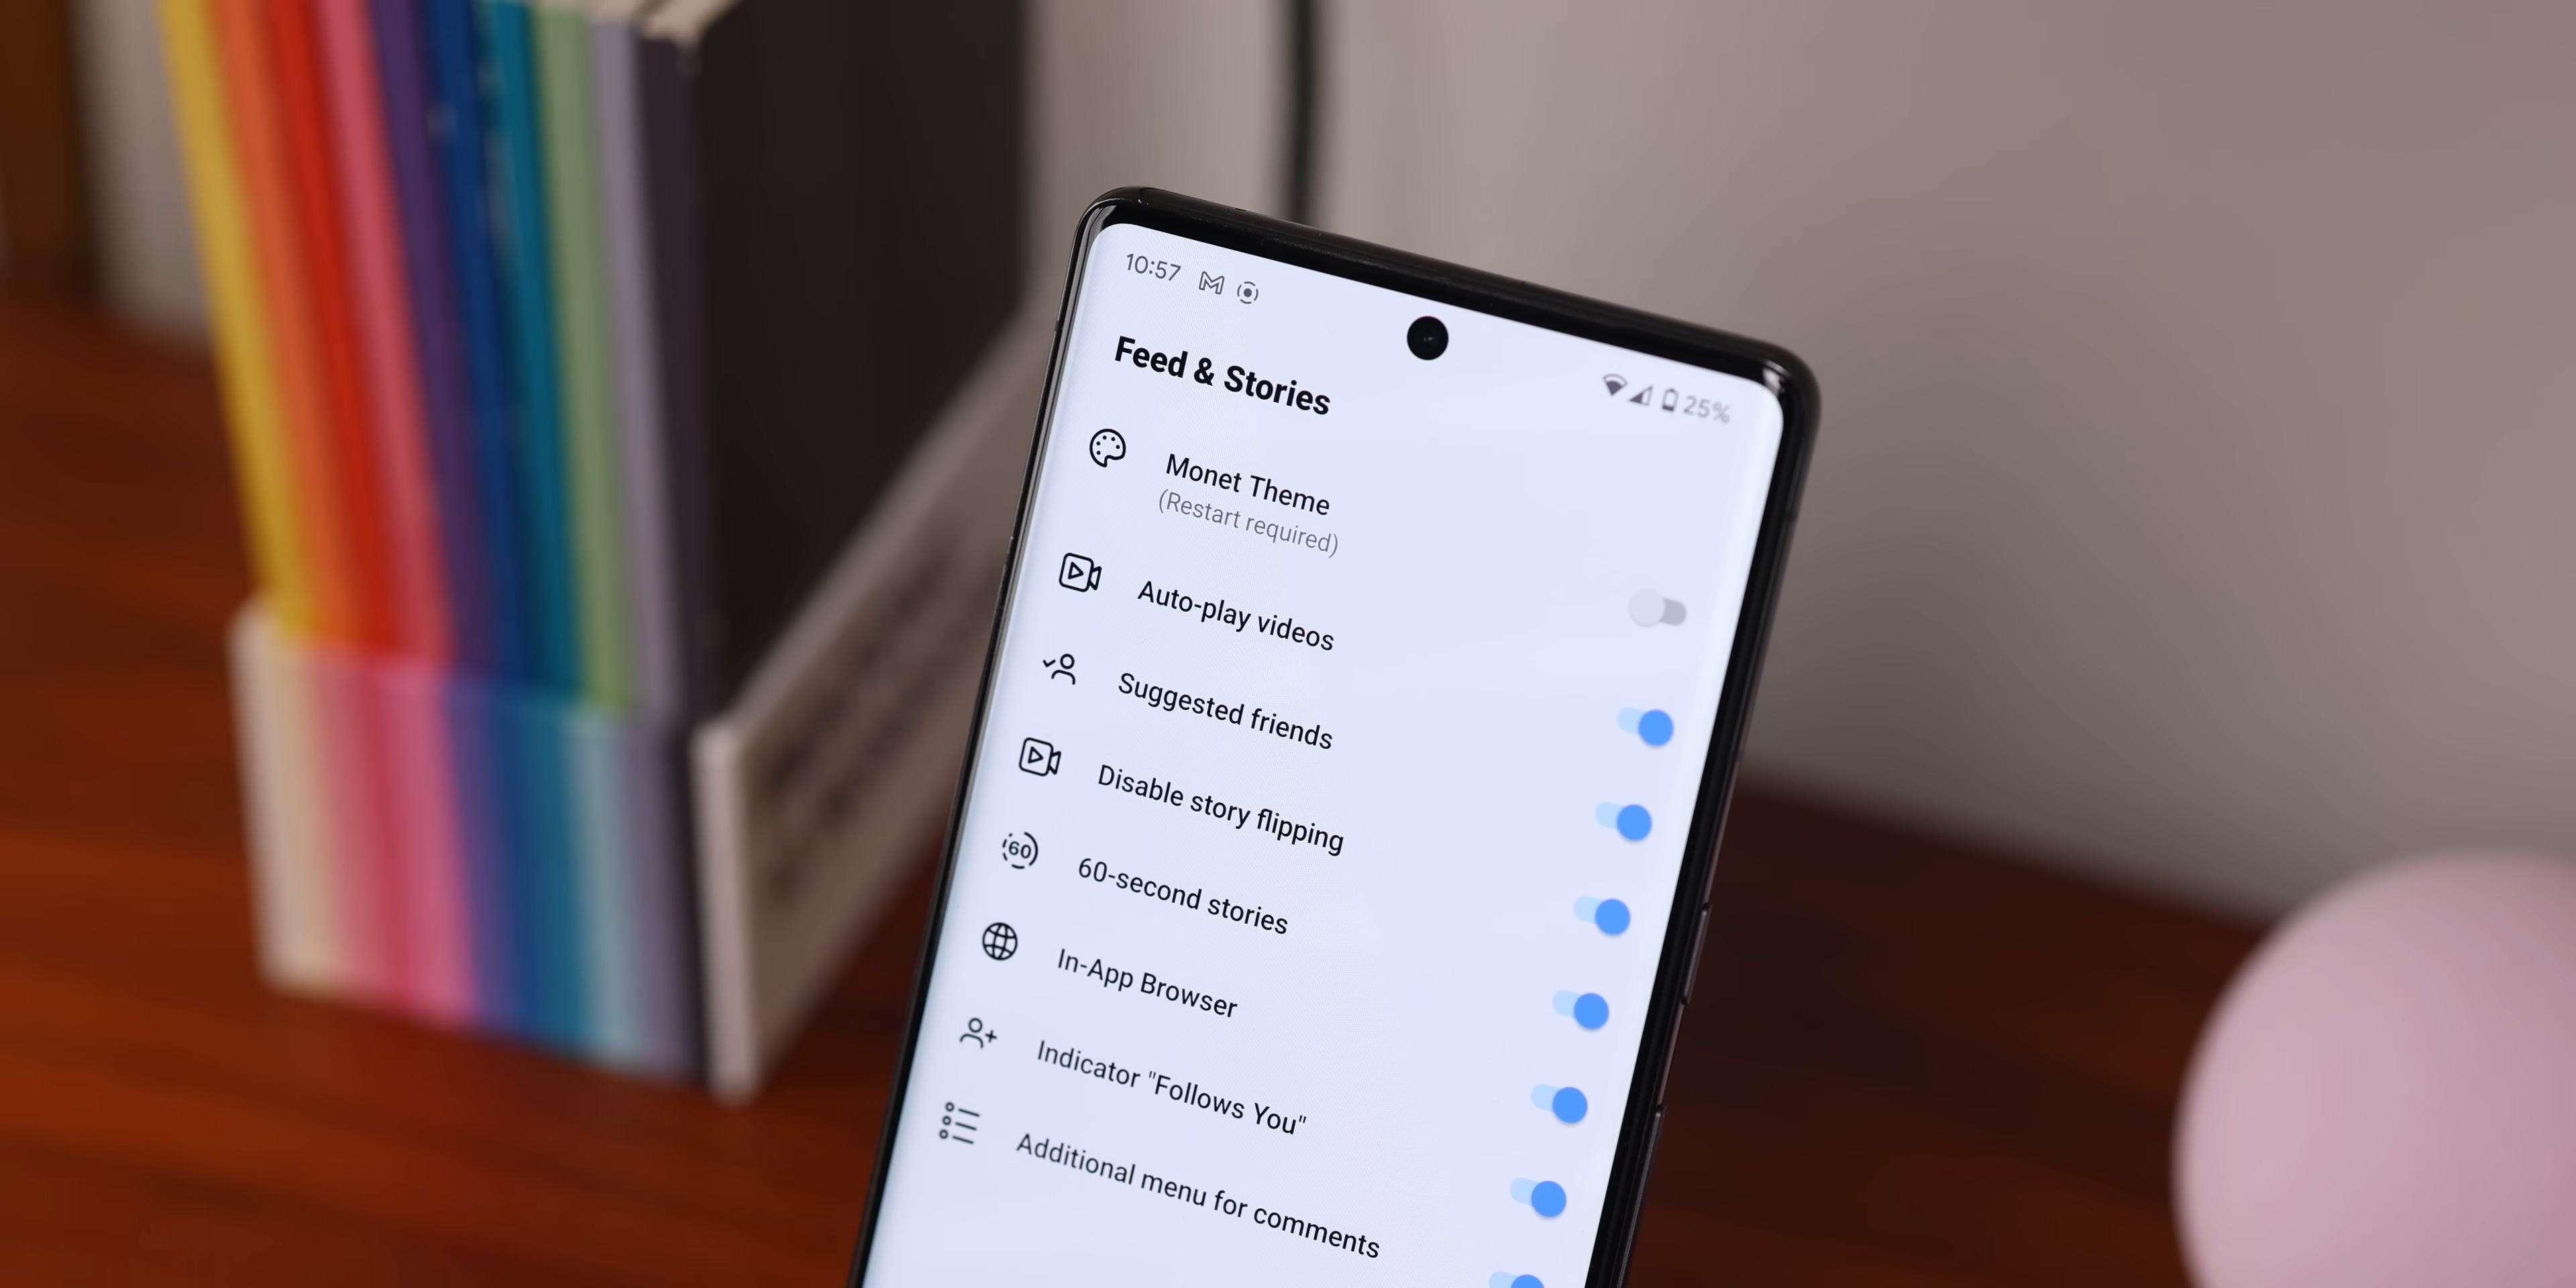 10:57
25%
Feed & Stories
Monet Theme
(Restart required)
Auto-play videos
Suggested friends
Disable story flipping
60
60-second stories
In-App Browser
Indicator "Follows You"
Additional menu for comments